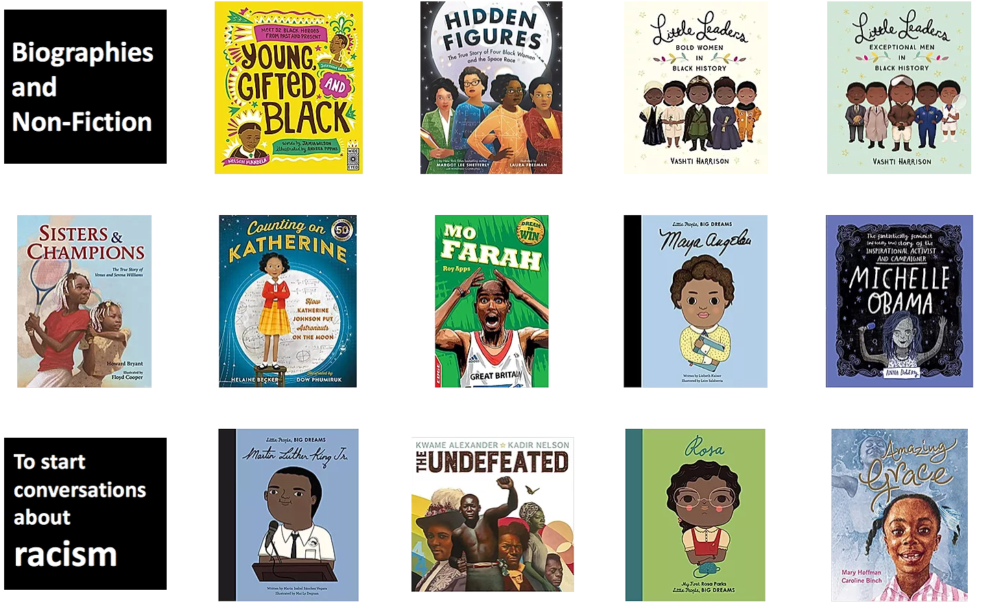 Biographies
and
Non-Fiction
MEET 52 BLACK HEROES
FROM PAST AND PRESENT
YOUNG,
GIFTED
AND
BLACK
JOSEPHINE BAKER
NELSON MANDELA
words by JAMIA WILSON
illustrated by ANDREA PIPPINS
WIDE
EYED
HIDDEN
FIGURES
The True Story of Four Black Women
and the Space Race
by New York Times bestselling author
MARGOT LEE SHETTERLY
with WINIFRED CONKLING
illustrated by
LAURA FREEMAN
Little Leaders
BOLD WOMEN
IN
BLACK HISTORY
VASHTI HARRISON
Little Leaders
EXCEPTIONAL MEN
IN
BLACK HISTORY
VASHTI HARRISON
SISTERS &
CHAMPIONS
The True Story of
Venus and Serena Williams
Howard Bryant
Illustrated by
Floyd Cooper
Counting on
KATHERINE
50
How
KATHERINE
JOHNSON PUT
Astronauts
ON THE MOON
HELAINE BECKER
Illustrated by
DOW PHUMIRUK
MO
FARAH
DREAM
TO
WIN
Roy Apps
adidas
GREAT BRITAIN
EDGE
Little People, BIG DREAMS
Maya Angelou
Written by Lisbeth Kaiser
Illustrated by Leire Salaberria
The fantastically feminist
(and totally true) story of the
INSPIRATIONAL ACTIVIST
AND CAMPAIGNER
MICHELLE
OBAMA
ANNA DOHERTY
To start
conversations
about
racism
Little People, BIG DREAMS
Martin Luther King Jr.
Written by Maria Isabel Sánchez Vegara
Illustrated by Mai Ly Degnan
KWAME ALEXANDER KADIR NELSON
THE UNDEFEATED
44
Rosa
My First Rosa Parks
Little People, BIG DREAMS
Amazing
Grace
Mary Hoffman
Caroline Binch